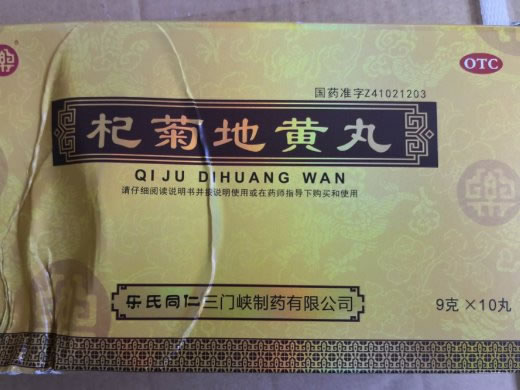 OTC
国药准字Z41021203
杞菊地黄丸
QI JU DIHUANG WAN
请仔细阅读说明书并按说明使用或在药师指导下购买和使用
乐氏同仁三门峡制药有限公司
9克×10丸